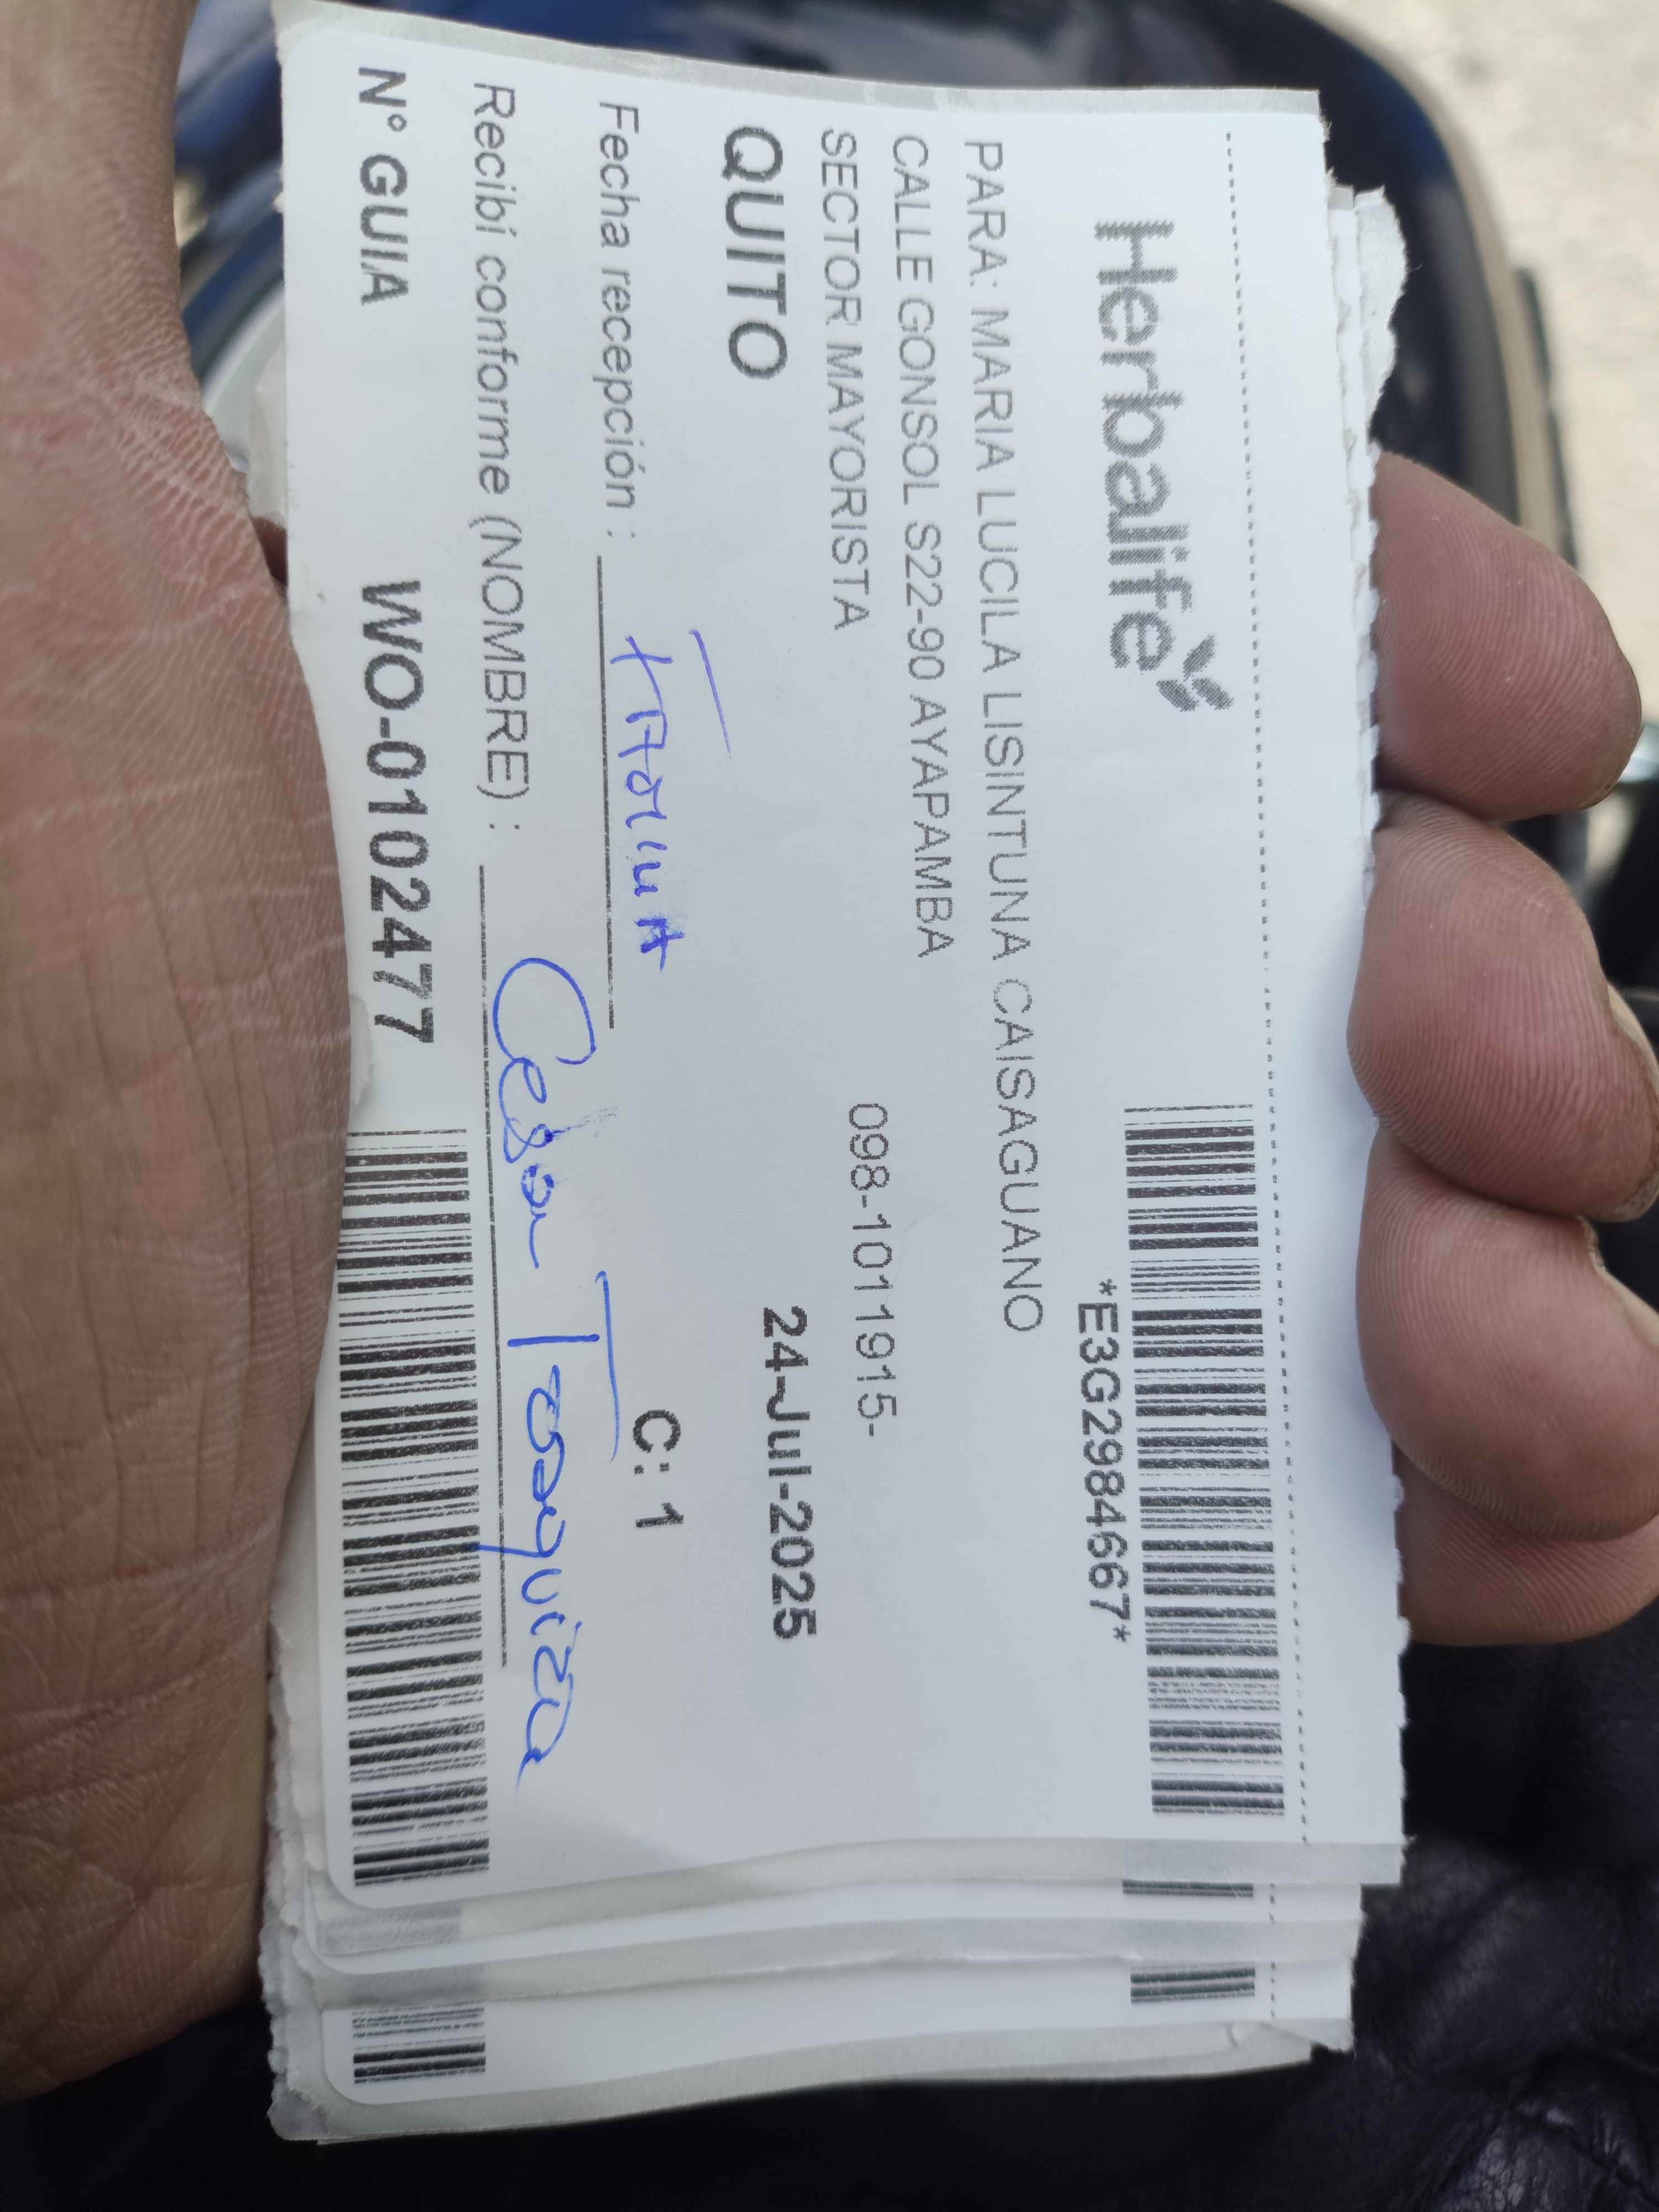 Herbalife
*E3G2984667*
PARA: MARIA LUCILA LISINTUNA CAISAGUANO
CALLE GONSOL S22-90 AYAPAMBA
SECTOR MAYORISTA 098-1011915-
QUITO 24-Jul-2025
Fecha recepción : C: 1
Recibí conforme (NOMBRE) : Cesar
N° GUIA WO-0102477